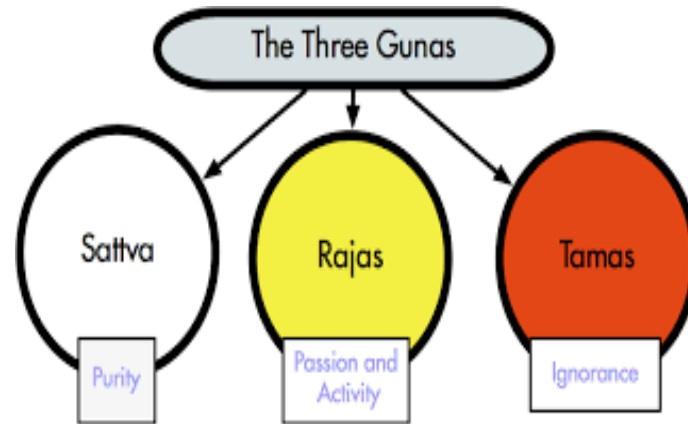 The Three Gunas
Sattva
Rajas
Tamas
Purity
Passion and
Activity
Ignorance